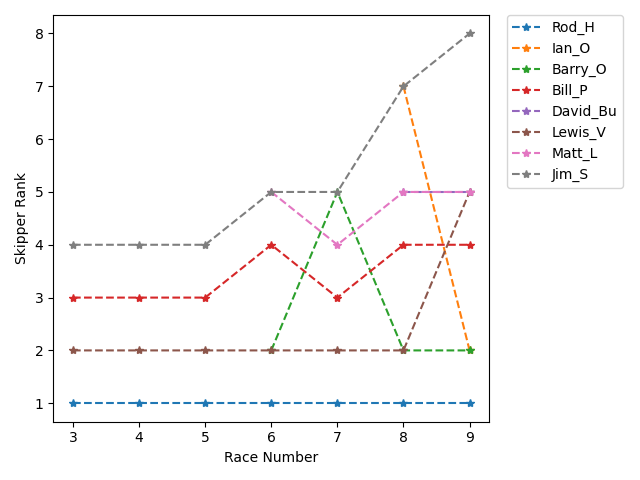 8
7
6
5
4
3
2
1
Skipper Rank
3 4 5 6 7 8 9
Race Number
Rod_H
Ian_O
Barry_O
Bill_P
David_Bu
Lewis_V
Matt_L
Jim_S